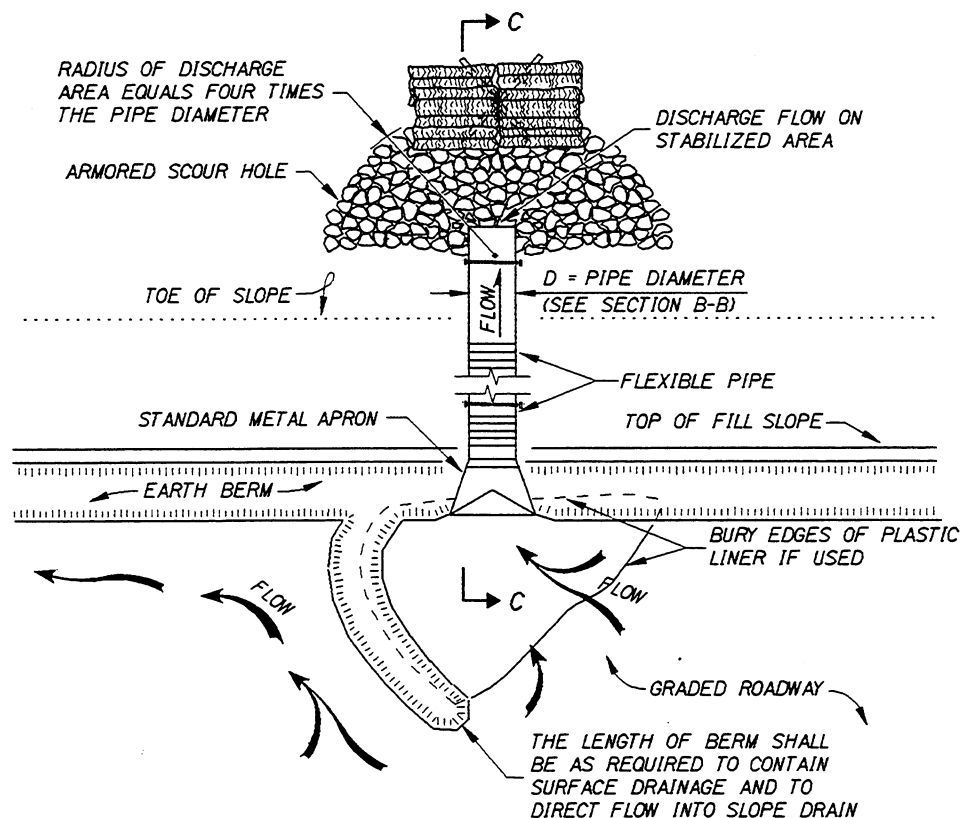 C
RADIUS OF DISCHARGE
AREA EQUALS FOUR TIMES
THE PIPE DIAMETER
DISCHARGE FLOW ON
STABILIZED AREA
ARMORED SCOUR HOLE
TOE OF SLOPE
FLOW
D = PIPE DIAMETER
(SEE SECTION B-B)
FLEXIBLE PIPE
STANDARD METAL APRON
TOP OF FILL SLOPE
EARTH BERM
BURY EDGES OF PLASTIC
LINER IF USED
FLOW
C
FLOW
GRADED ROADWAY
THE LENGTH OF BERM SHALL
BE AS REQUIRED TO CONTAIN
SURFACE DRAINAGE AND TO
DIRECT FLOW INTO SLOPE DRAIN